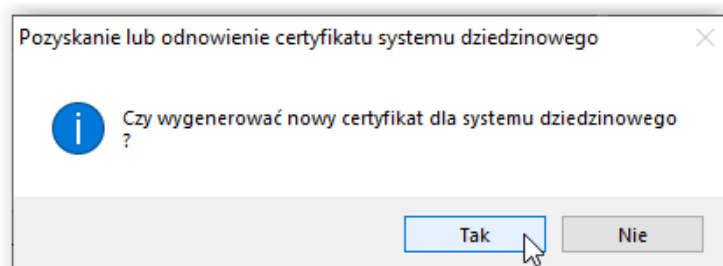 Pozyskanie lub odnowienie certyfikatu systemu dziedzinowego
Czy wygenerować nowy certyfikat dla systemu dziedzinowego
?
Tak Nie